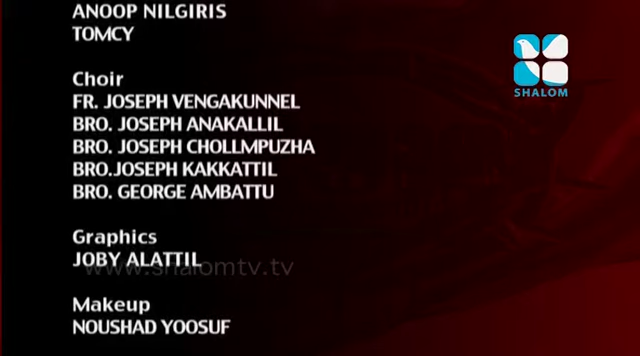 ANOOP NILGIRIS
TOMCY
SHALOM
Choir
FR. JOSEPH VENGAKUNNEL
BRO. JOSEPH ANAKALLIL
BRO. JOSEPH CHOLLMPUZHA
BRO.JOSEPH KAKKATTIL
BRO. GEORGE AMBATTU
Graphics
JOBY ALATTIL
www.shalomtv.tv
Makeup
NOUSHAD YOOSUF